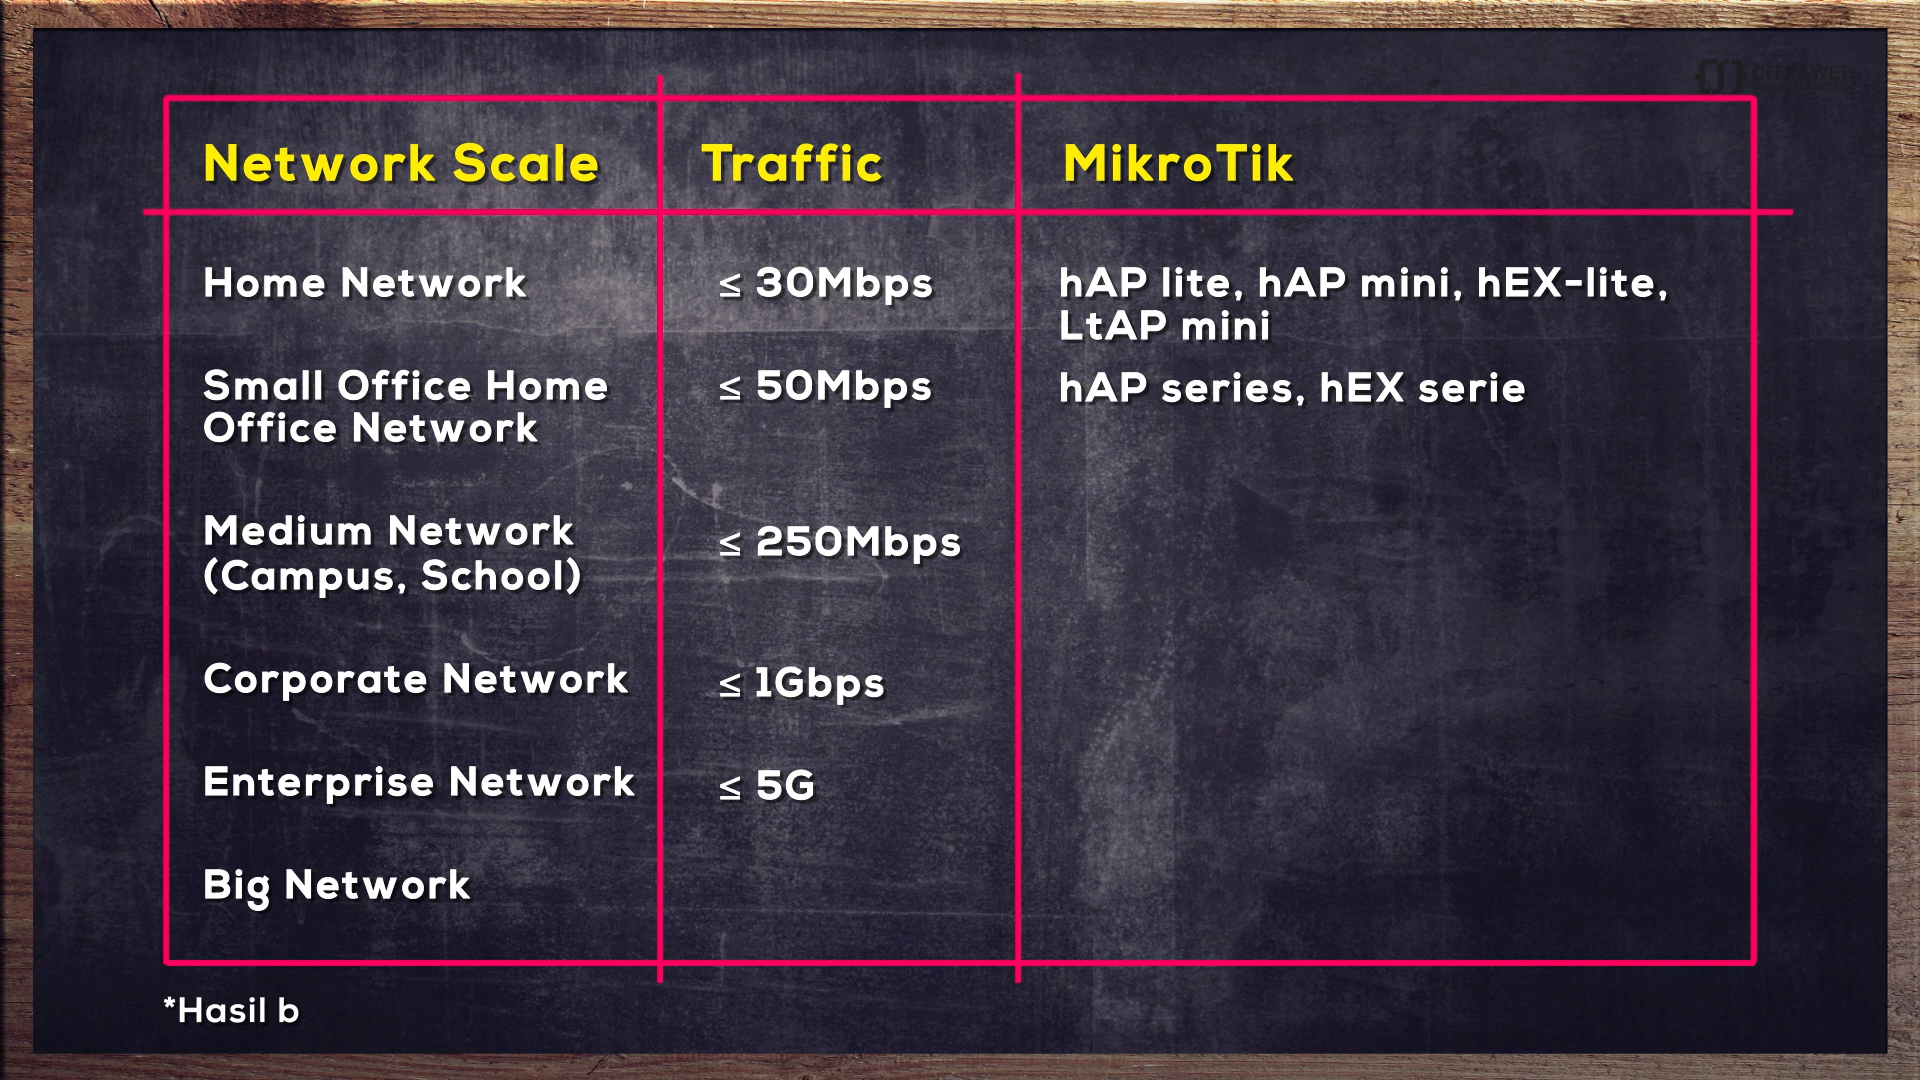 CITRAWEB
Network Scale Traffic MikroTik
Home Network ≤ 30Mbps hAP lite, hAP mini, hEX-lite,
LtAP mini
Small Office Home ≤ 50Mbps hAP series, hEX serie
Office Network
Medium Network
≤ 250Mbps
(Campus, School)
Corporate Network ≤ 1Gbps
Enterprise Network ≤ 5G
Big Network
*Hasil b